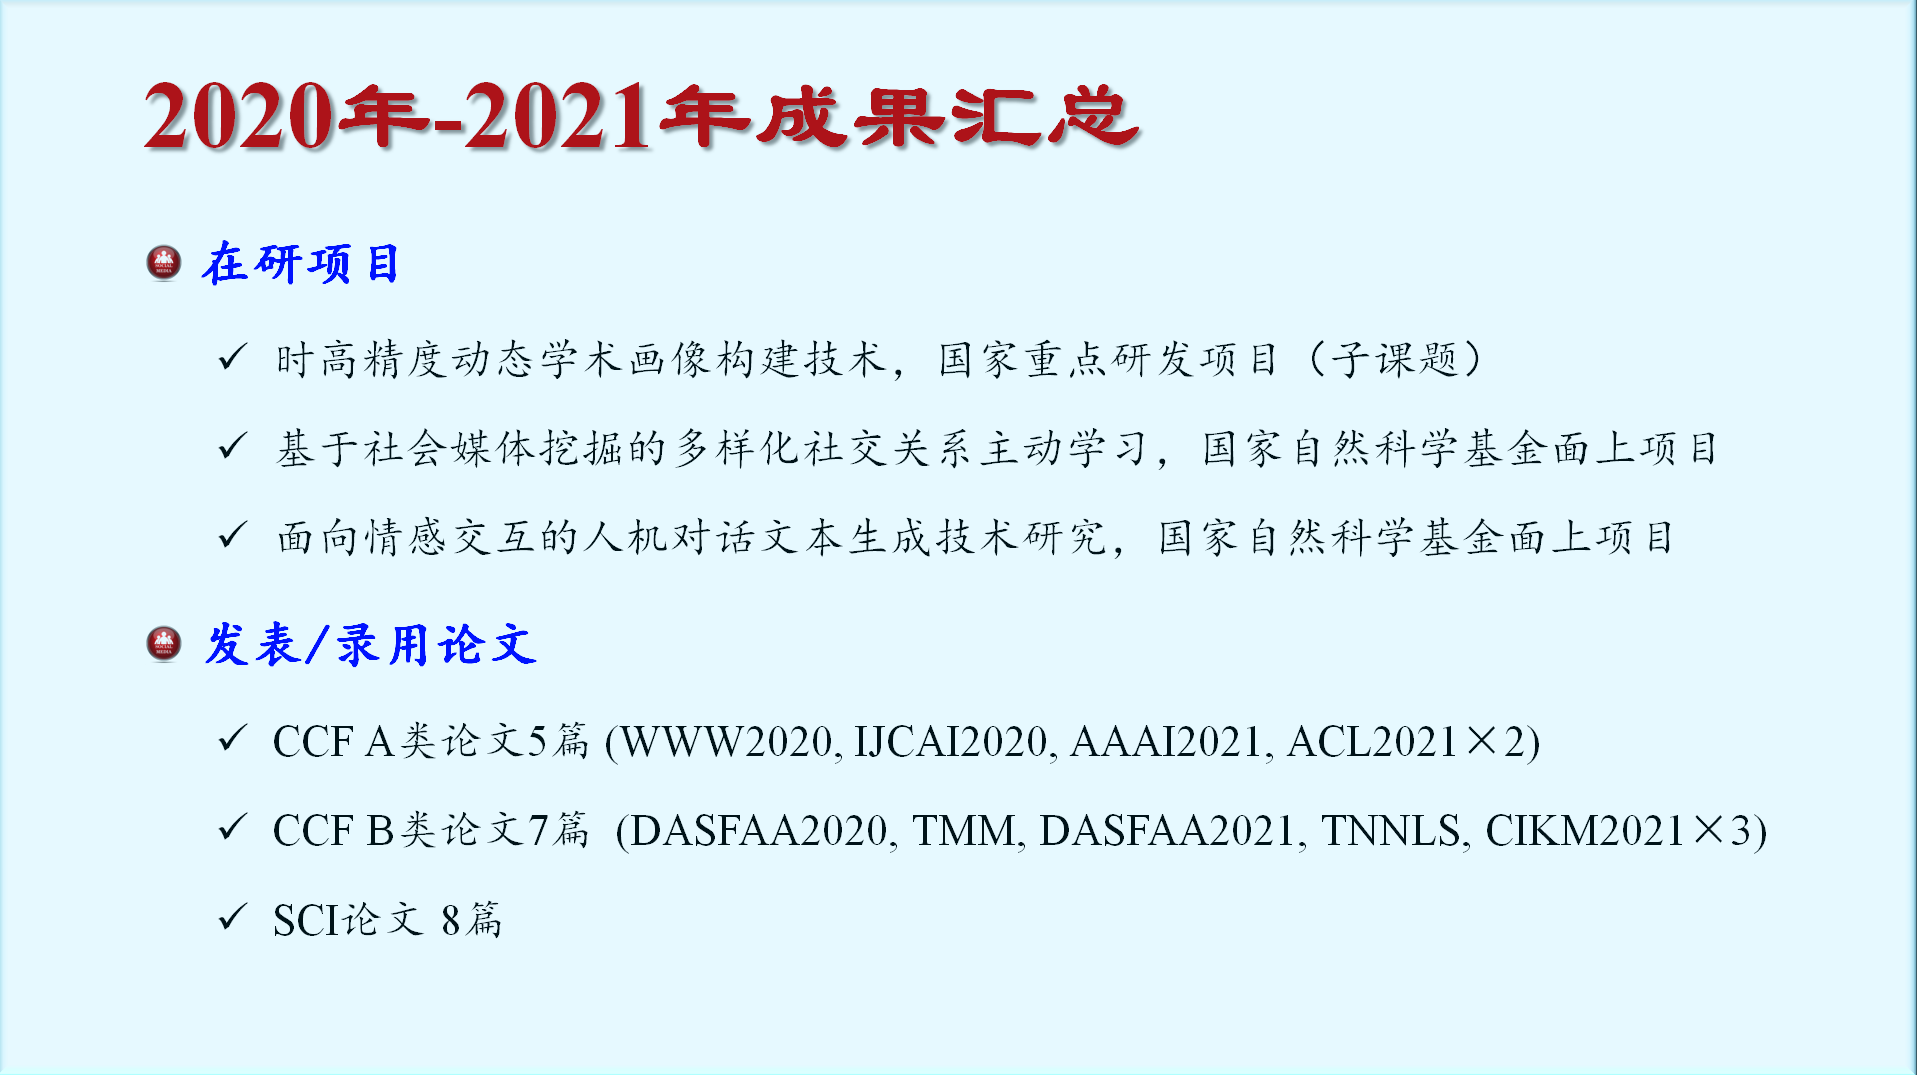 2020年-2021年成果汇总
在研项目
时高精度动态学术画像构建技术，国家重点研发项目（子课题）
基于社会媒体挖掘的多样化社交关系主动学习，国家自然科学基金面上项目
面向情感交互的人机对话文本生成技术研究，国家自然科学基金面上项目
发表/录用论文
CCF A类论文5篇 (WWW2020, IJCAI2020, AAAI2021, ACL2021×2)
CCF B类论文7篇 (DASFAA2020, TMM, DASFAA2021, TNNLS, CIKM2021×3)
SCI论文 8篇